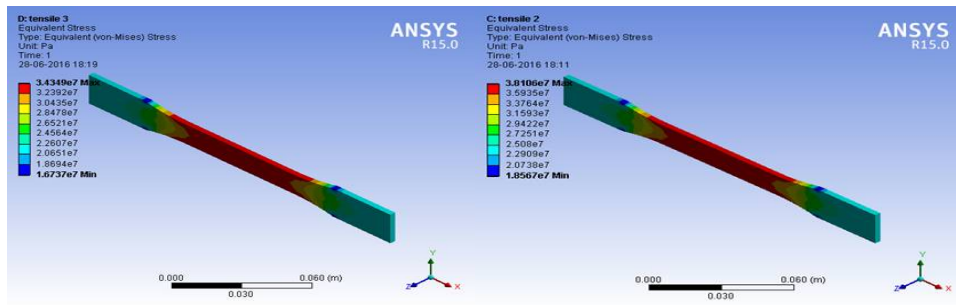 D: tensile 3
Equivalent Stress
Type: Equivalent (von-Mises) Stress
Unit: Pa
Time: 1
28-06-2016 18:19
ANSYS
R15.0
3.4349e7 Max
3.2392e7
3.0435e7
2.8478e7
2.6521e7
2.4564e7
2.2607e7
2.0651e7
1.8694e7
1.6737e7 Min
0.000
0.060 (m)
0.030
Y
Z
X
C: tensile 2
Equivalent Stress
Type: Equivalent (von-Mises) Stress
Unit: Pa
Time: 1
28-06-2016 18:11
ANSYS
R15.0
3.8106e7 Max
3.5935e7
3.3764e7
3.1593e7
2.9422e7
2.7251e7
2.508e7
2.2909e7
2.0738e7
1.8567e7 Min
0.000
0.060 (m)
0.030
Y
Z
X